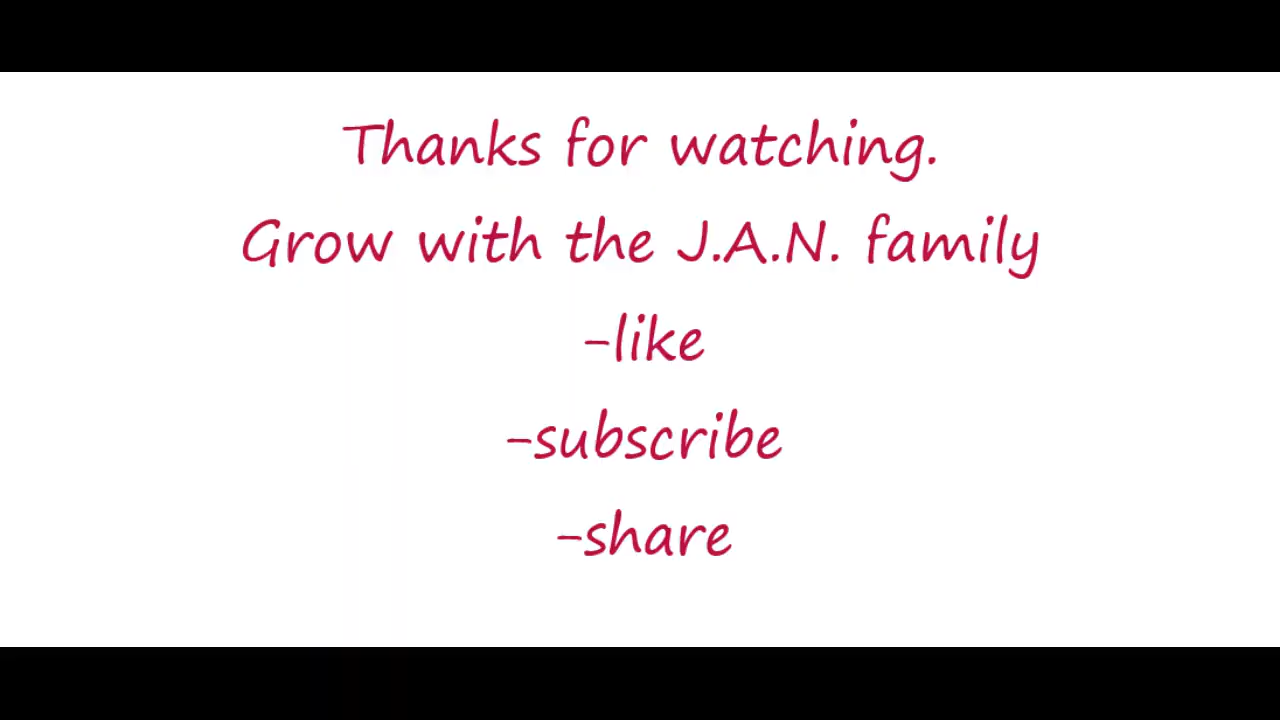 Thanks for watching.
Grow with the J.A.N. family
-like
-subscribe
-share